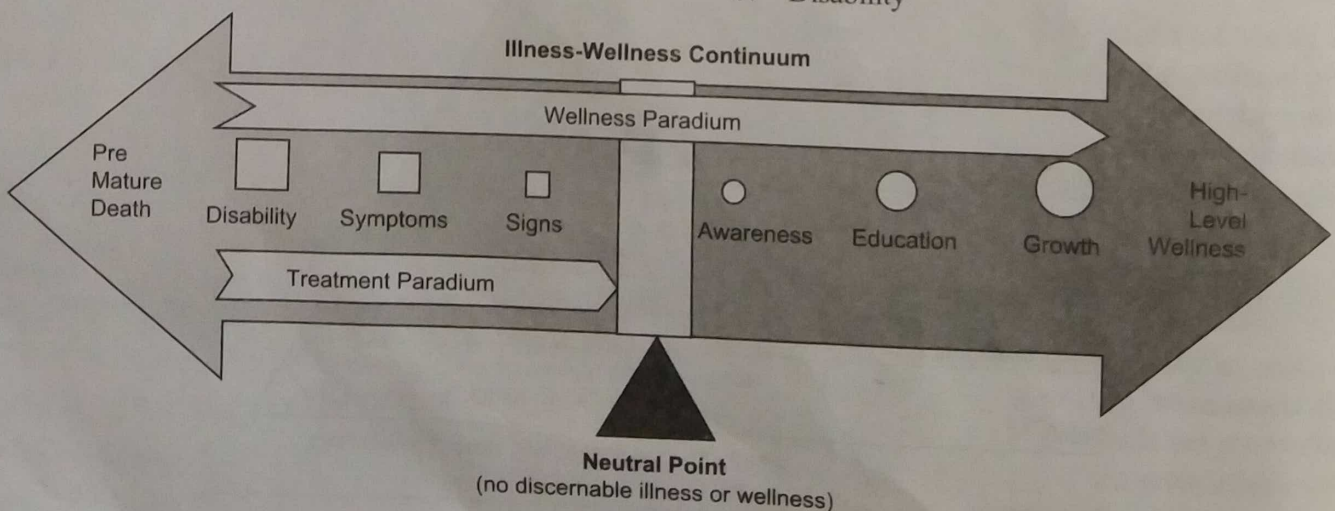 Disability
Illness-Wellness Continuum
Wellness Paradium
Pre
Mature
Death
Disability
Symptoms
Signs
Awareness
Education
Growth
High-
Level
Wellness
Treatment Paradium
Neutral Point
(no discernable illness or wellness)